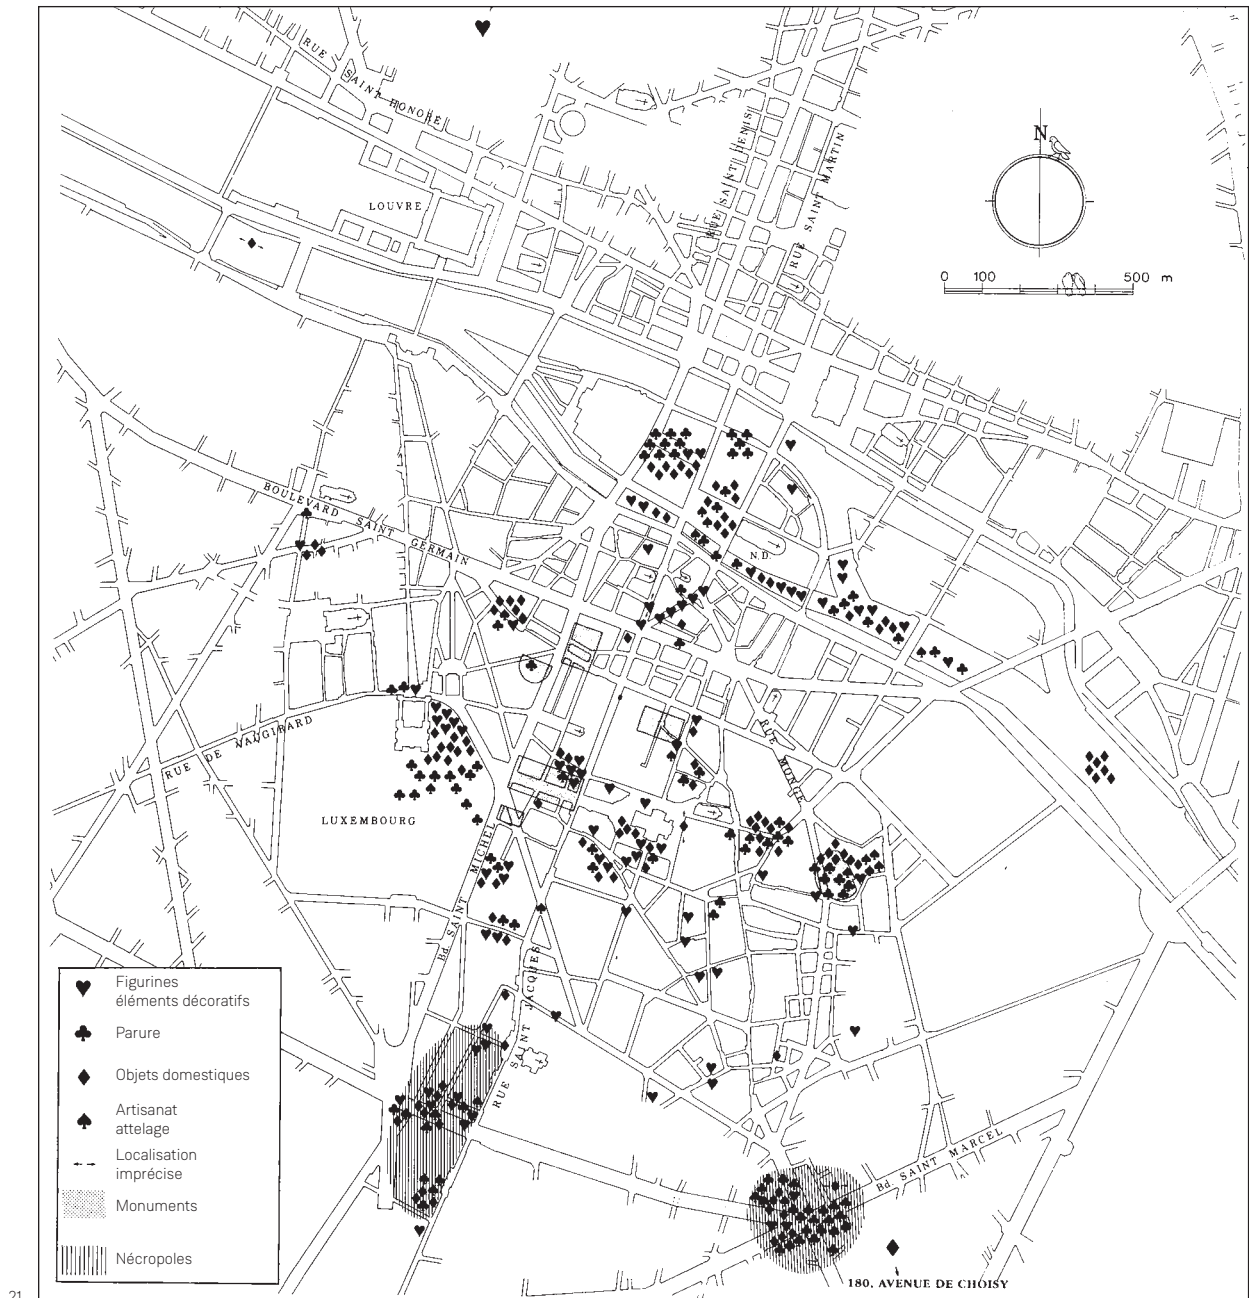 RUE
SAINT HONORÉ
LOUVRE
RUE SAINT DENIS
RUE SAINT MARTIN
N
0 100 500 m
BOULEVARD SAINT GERMAIN
N.D.
RUE DE VAUGIRARD
RUE MONGE
LUXEMBOURG
Bd. SAINT MICHEL
RUE SAINT JACQUES
Bd. SAINT MARCEL
180, AVENUE DE CHOISY
Figurines
éléments décoratifs
Parure
Objets domestiques
Artisanat
attelage
Localisation
imprécise
Monuments
Nécropoles
21